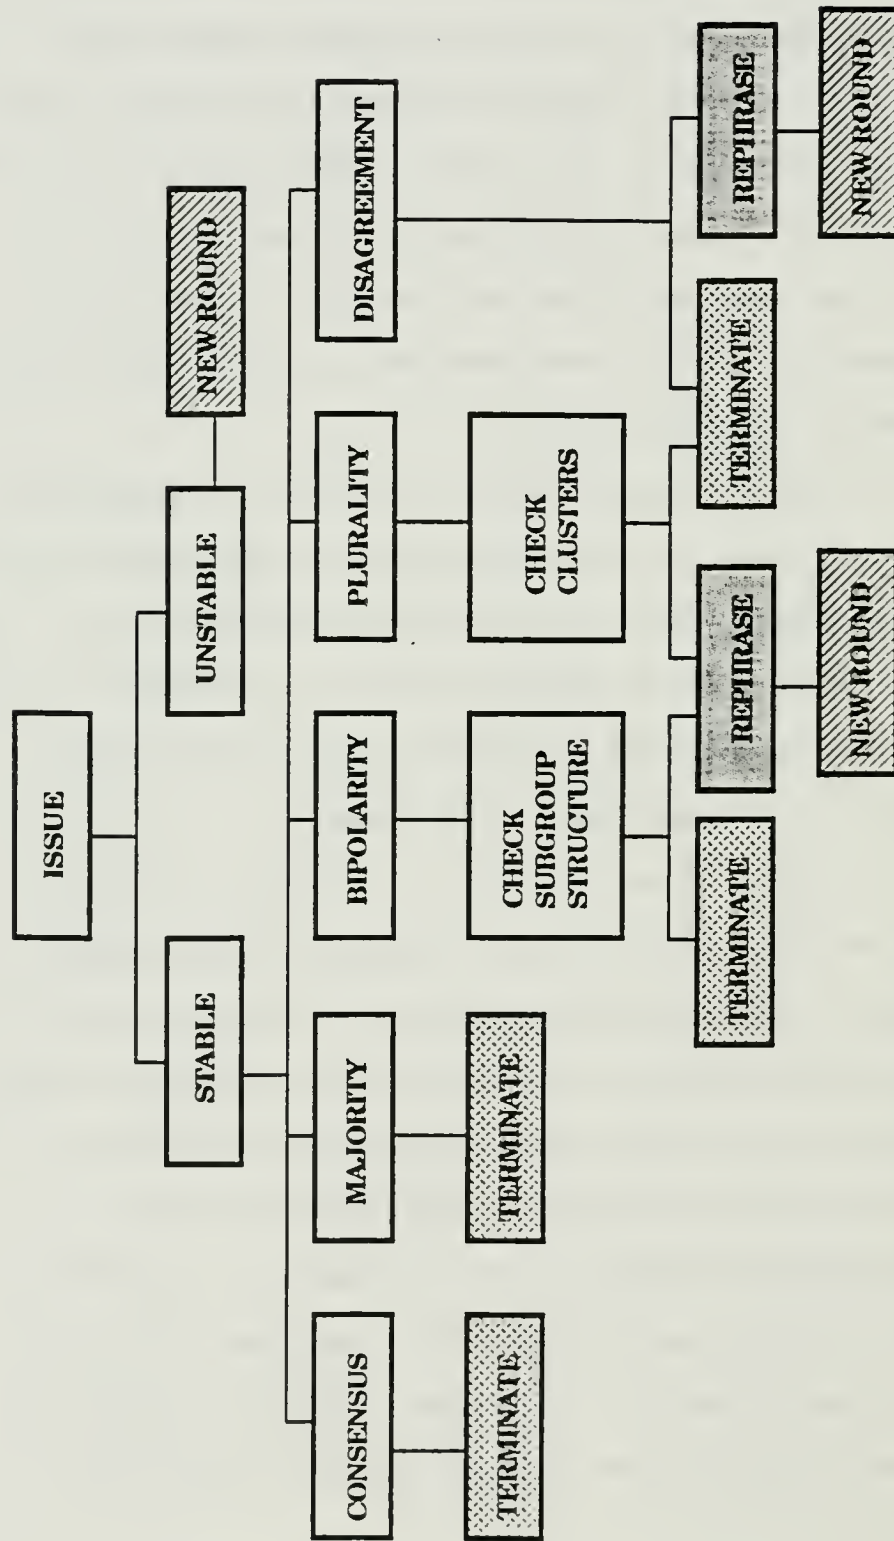 ISSUE
STABLE
UNSTABLE
NEW ROUND
CONSENSUS
MAJORITY
BIPOLARITY
PLURALITY
DISAGREEMENT
TERMINATE
TERMINATE
CHECK
SUBGROUP
STRUCTURE
CHECK
CLUSTERS
TERMINATE
REPHRASE
TERMINATE
REPHRASE
NEW ROUND
NEW ROUND